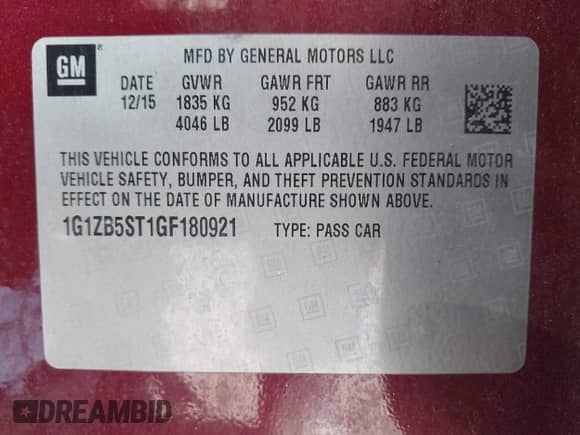 GM ®
MFD BY GENERAL MOTORS LLC
DATE GVWR GAWR FRT GAWR RR
12/15 1835 KG 952 KG 883 KG
4046 LB 2099 LB 1947 LB
THIS VEHICLE CONFORMS TO ALL APPLICABLE U.S. FEDERAL MOTOR
VEHICLE SAFETY, BUMPER, AND THEFT PREVENTION STANDARDS IN
EFFECT ON THE DATE OF MANUFACTURE SHOWN ABOVE.
1G1ZB5ST1GF180921 TYPE: PASS CAR
DREAMBID